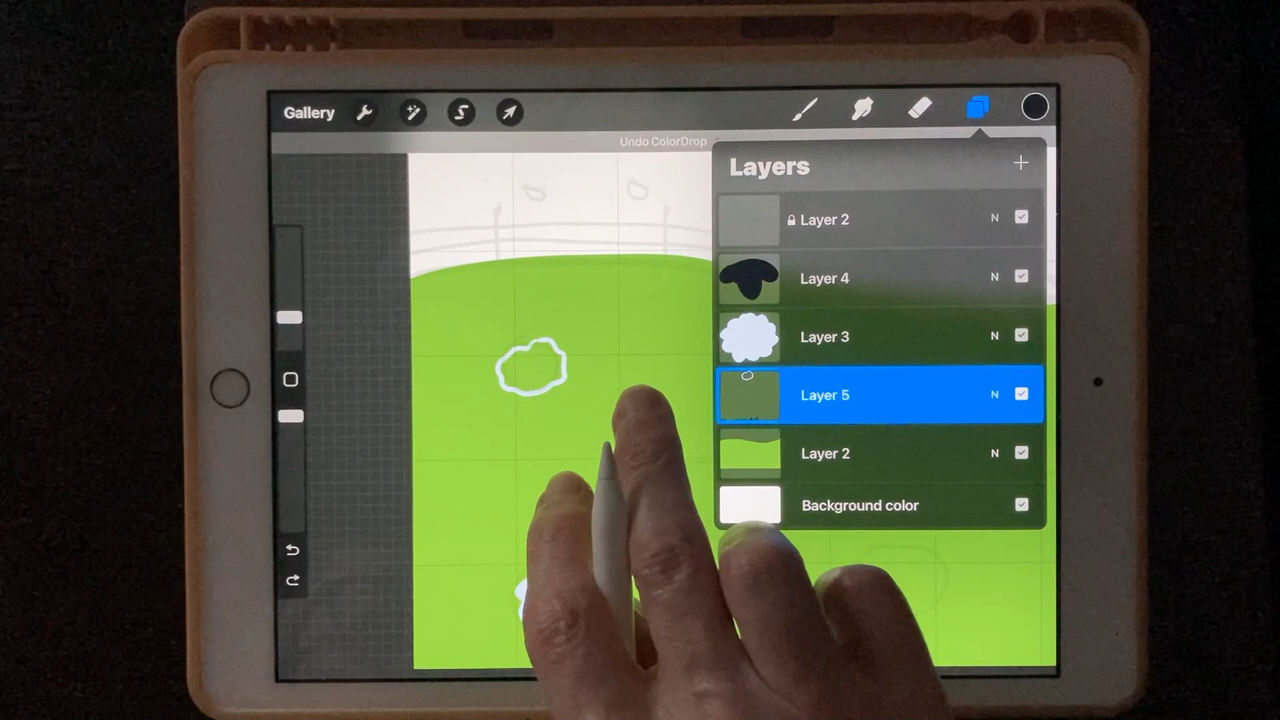 Gallery
Undo ColorDrop
Layers
Layer 2 N
Layer 4 N
Layer 3 N
Layer 5 N
Layer 2 N
Background color